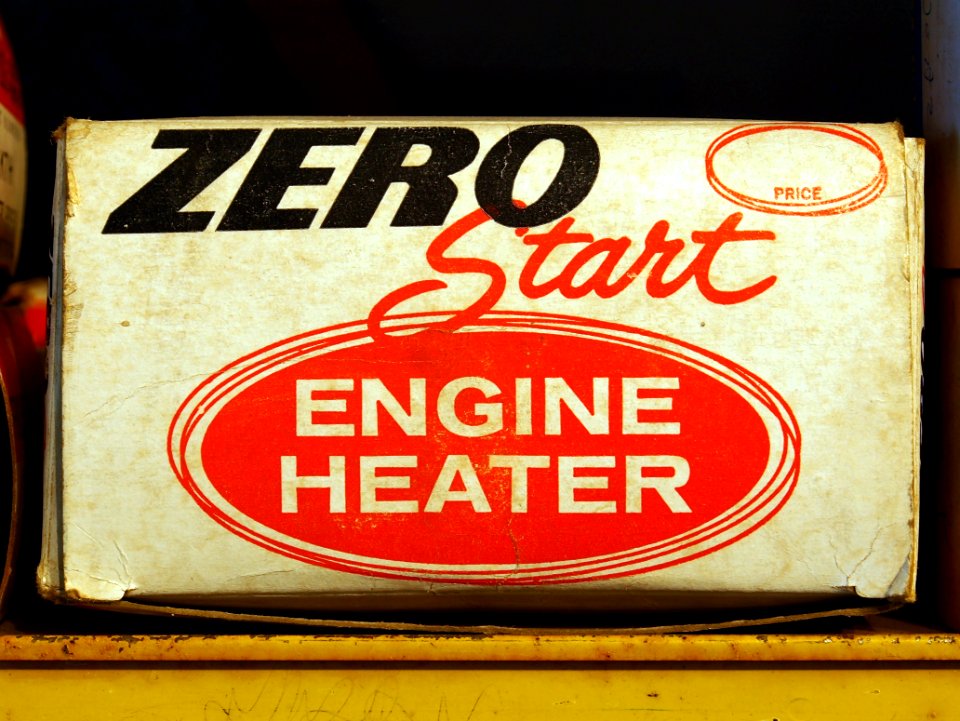 ZERO
Start
PRICE
ENGINE
HEATER